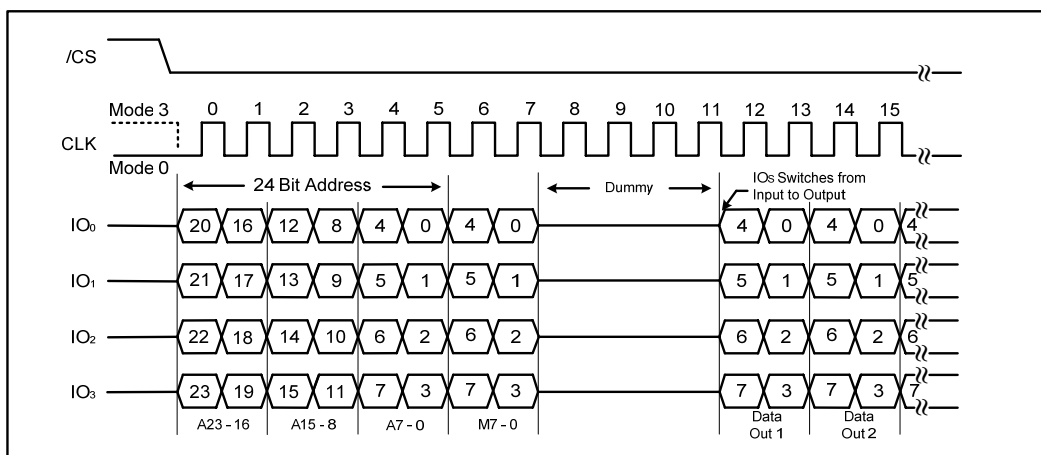 /CS
Mode 3 0 1 2 3 4 5 6 7 8 9 10 11 12 13 14 15
CLK
Mode 0
24 Bit Address
Dummy
IOs Switches from
Input to Output
IO0 20 16 12 8 4 0 4 0 4 0 4 0 4
IO1 21 17 13 9 5 1 5 1 5 1 5 1 5
IO2 22 18 14 10 6 2 6 2 6 2 6 2 6
IO3 23 19 15 11 7 3 7 3 7 3 7 3 7
A23 - 16 A15 - 8 A7 - 0 M7 - 0 Data Out 1 Data Out 2